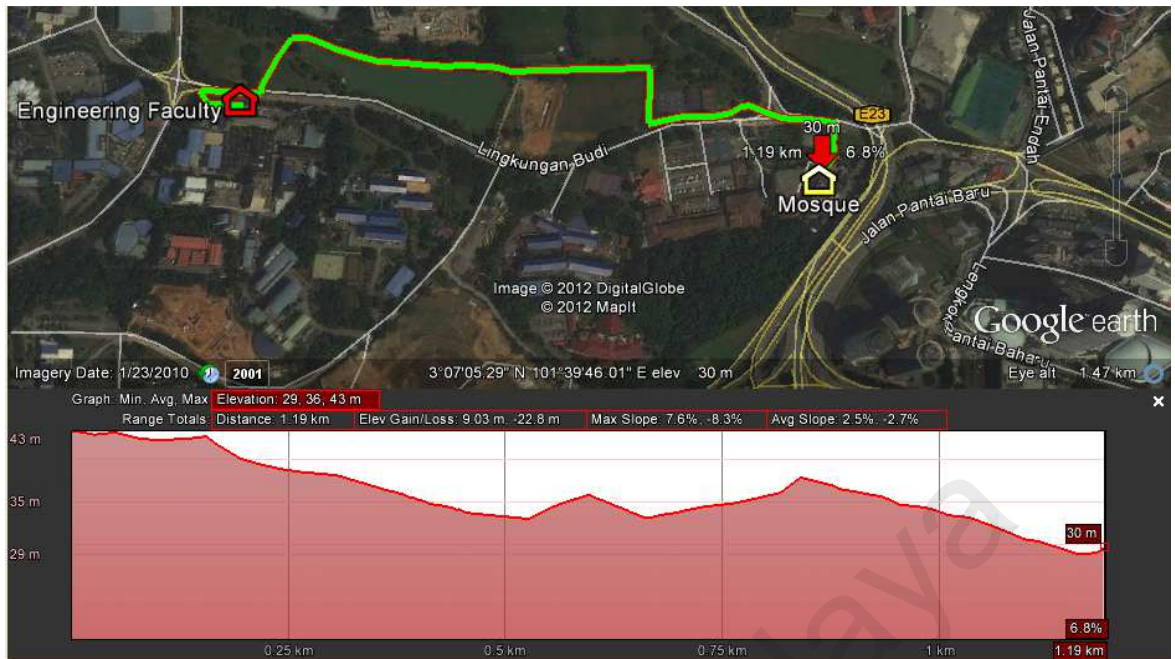 Engineering Faculty
Lingkungan Budi
E23
30 m
1.19 km 6.8%
Mosque
Jalan Pantai Baru
Jalan-Pantai-Endah
Lengkok
Pantai Baharu
Image © 2012 DigitalGlobe
© 2012 MapIt
Google earth
Imagery Date: 1/23/2010 2001 3°07'05.29" N 101°39'46.01" E elev 30 m Eye alt 1.47 km
Graph: Min, Avg, Max Elevation: 29, 36, 43 m
Range Totals: Distance: 1.19 km Elev Gain/Loss: 9.03 m, -22.8 m Max Slope: 7.6%, -8.3% Avg Slope: 2.5%, -2.7%
43 m
35 m
29 m
30 m
6.8%
0.25 km 0.5 km 0.75 km 1 km 1.19 km
laya